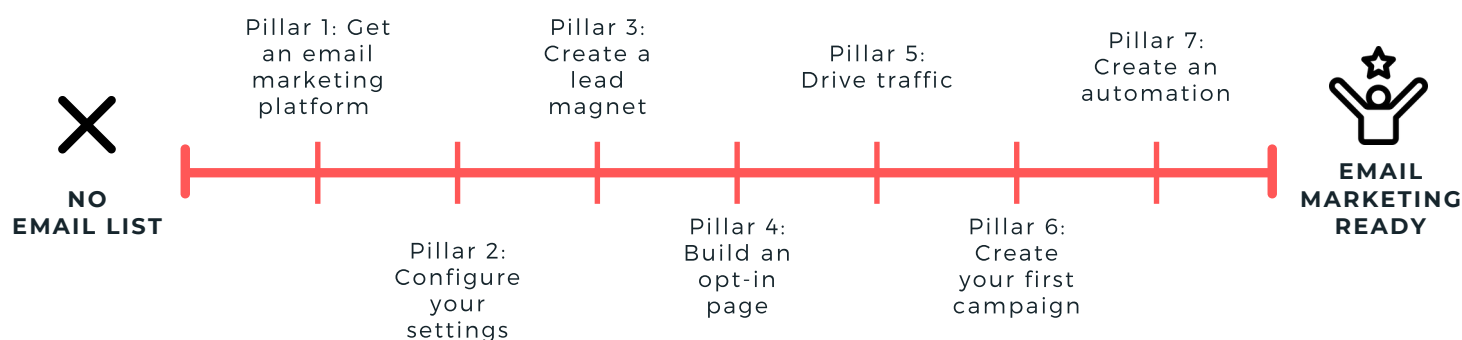 NO
EMAIL LIST
Pillar 1: Get
an email
marketing
platform
Pillar 2:
Configure
your
settings
Pillar 3:
Create a
lead
magnet
Pillar 4:
Build an
opt-in
page
Pillar 5:
Drive traffic
Pillar 6:
Create
your first
campaign
Pillar 7:
Create an
automation
EMAIL
MARKETING
READY